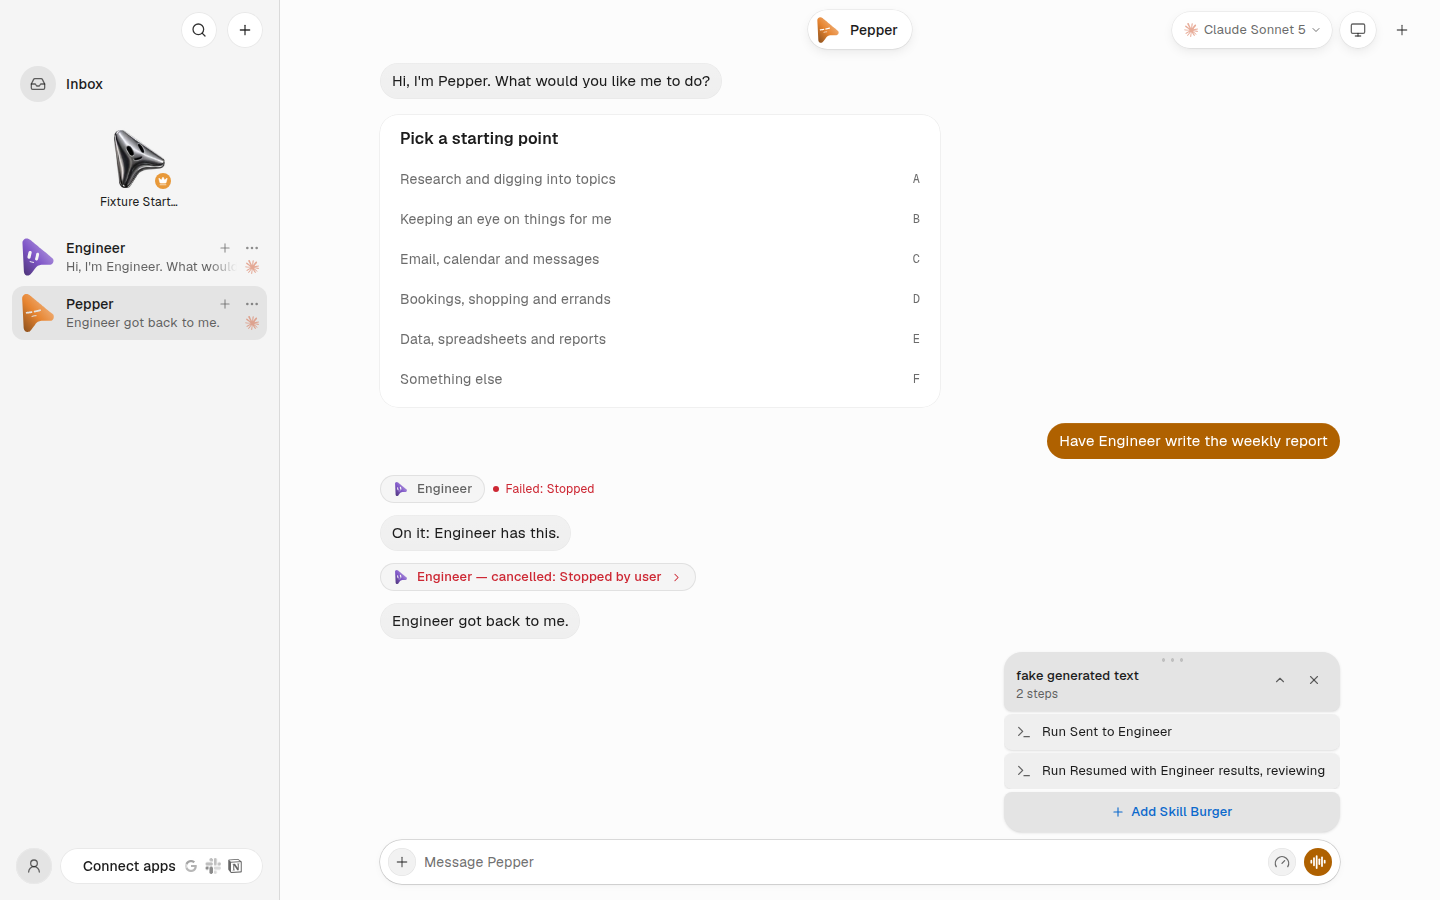 Inbox
Fixture Start...
Engineer
Hi, I'm Engineer. What woul
Pepper
Engineer got back to me.
Connect apps
Pepper
Claude Sonnet 5
Hi, I'm Pepper. What would you like me to do?
Pick a starting point
Research and digging into topics A
Keeping an eye on things for me B
Email, calendar and messages C
Bookings, shopping and errands D
Data, spreadsheets and reports E
Something else F
Have Engineer write the weekly report
Engineer Failed: Stopped
On it: Engineer has this.
Engineer — cancelled: Stopped by user
Engineer got back to me.
fake generated text
2 steps
Run Sent to Engineer
Run Resumed with Engineer results, reviewing
Add Skill Burger
Message Pepper